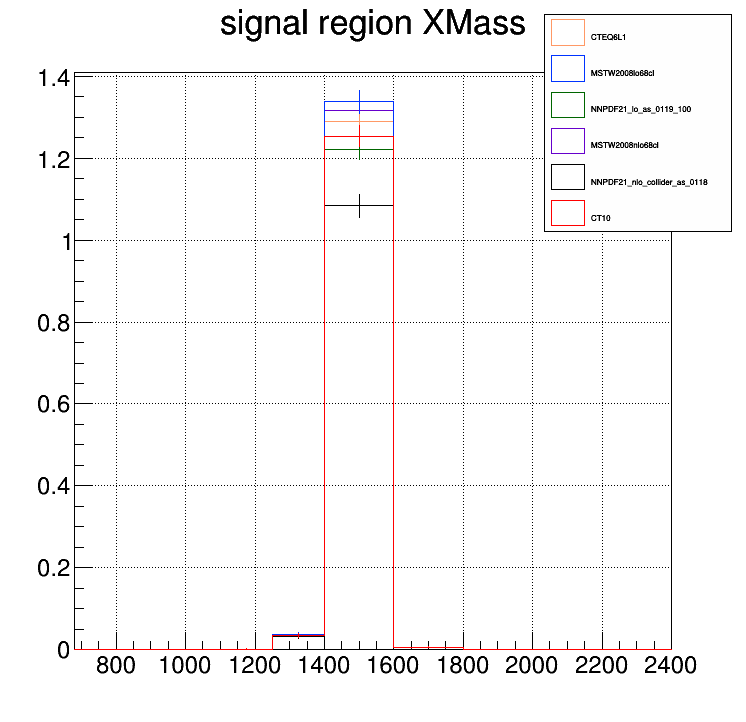 signal region XMass
CTEQ6L1
MSTW2008lo68cl
NNPDF21_lo_as_0119_100
MSTW2008nlo68cl
NNPDF21_nlo_collider_as_0118
CT10
1.4
1.2
1
0.8
0.6
0.4
0.2
0
800 1000 1200 1400 1600 1800 2000 2200 2400